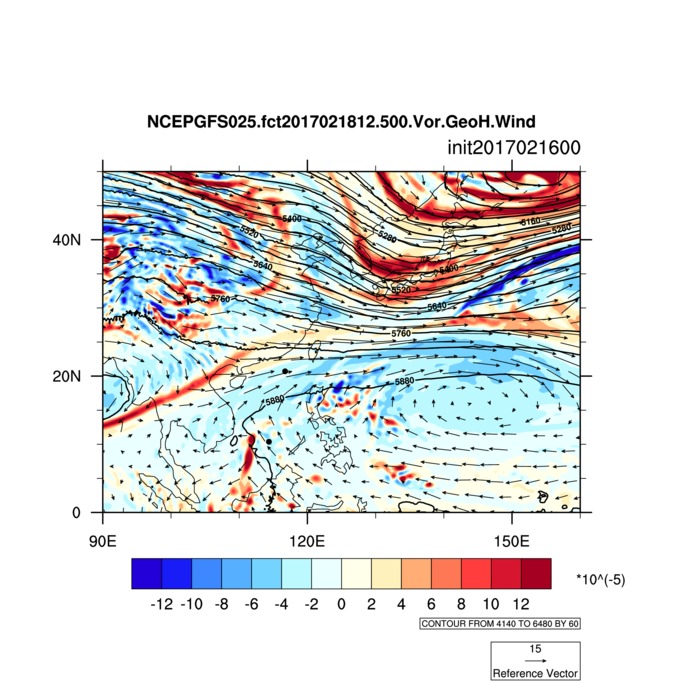 NCEPGFS025.fct2017021812.500.Vor.GeoH.Wind
init2017021600
5400
5520
5280
5160
5280
40N
5640
5400
5520
5760
5640
5760
20N
5880
5880
0
90E 120E 150E
-12 -10 -8 -6 -4 -2 0 2 4 6 8 10 12
*10^(-5)
CONTOUR FROM 4140 TO 6480 BY 60
15
Reference Vector